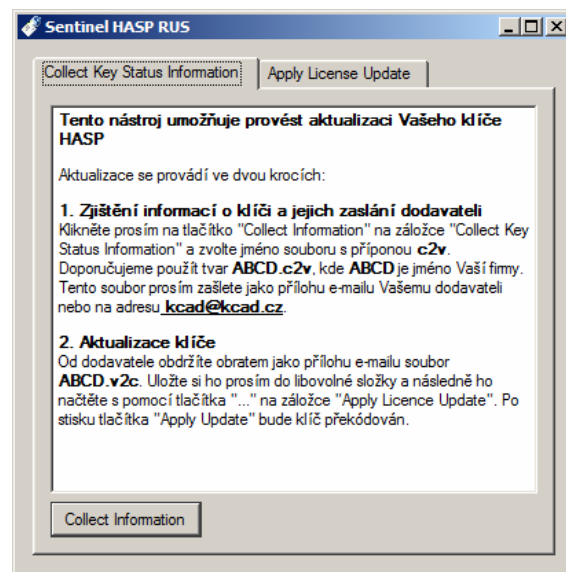 Sentinel HASP RUS
Collect Key Status Information
Apply License Update
Tento nástroj umožňuje provést aktualizaci Vašeho klíče
HASP
Aktualizace se provádí ve dvou krocích:
1. Zjištění informací o klíči a jejich zaslání dodavateli
Klikněte prosím na tlačítko "Collect Information" na záložce "Collect Key
Status Information" a zvolte jméno souboru s příponou c2v.
Doporučujeme použít tvar ABCD.c2v, kde ABCD je jméno Vaší firmy.
Tento soubor prosím zašlete jako přílohu e-mailu Vašemu dodavateli
nebo na adresu kcad@kcad.cz.
2. Aktualizace klíče
Od dodavatele obdržíte obratem jako přílohu e-mailu soubor
ABCD.v2c. Uložte si ho prosím do libovolné složky a následně ho
načtěte s pomocí tlačítka "..." na záložce "Apply Licence Update". Po
stisku tlačítka "Apply Update" bude klíč překódován.
Collect Information